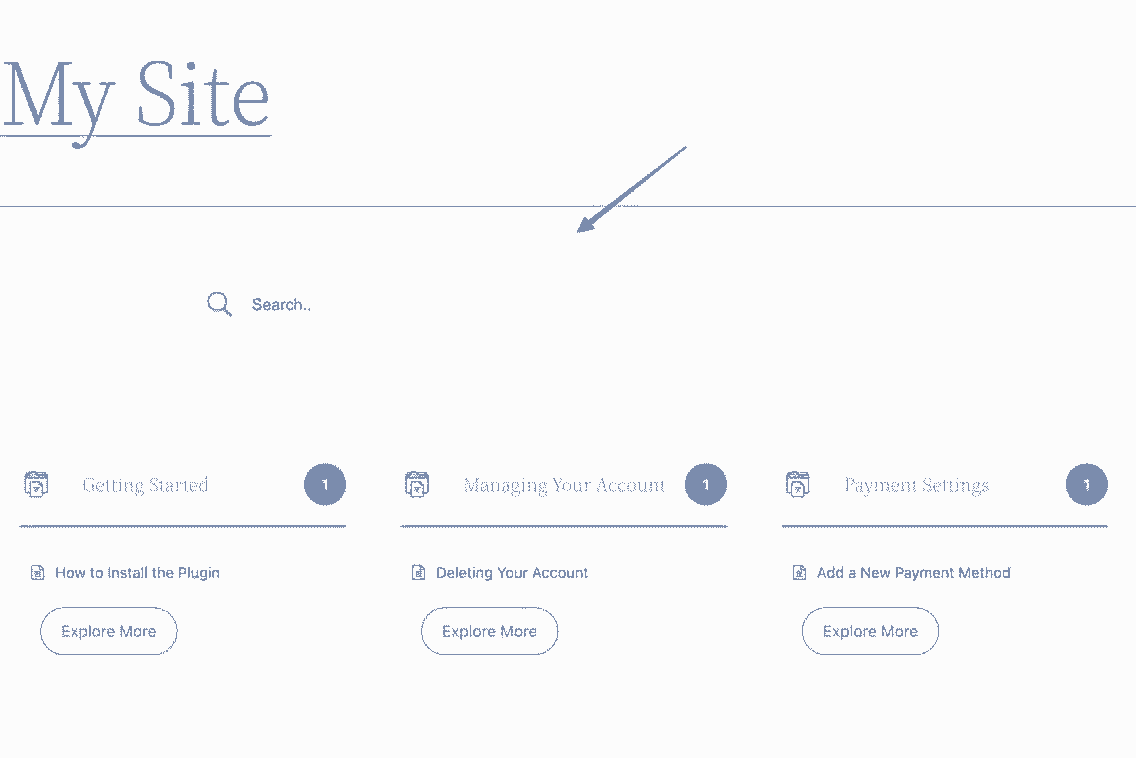 My Site
Search..
Getting Started 1
Managing Your Account 1
Payment Settings 1
How to Install the Plugin
Deleting Your Account
Add a New Payment Method
Explore More
Explore More
Explore More